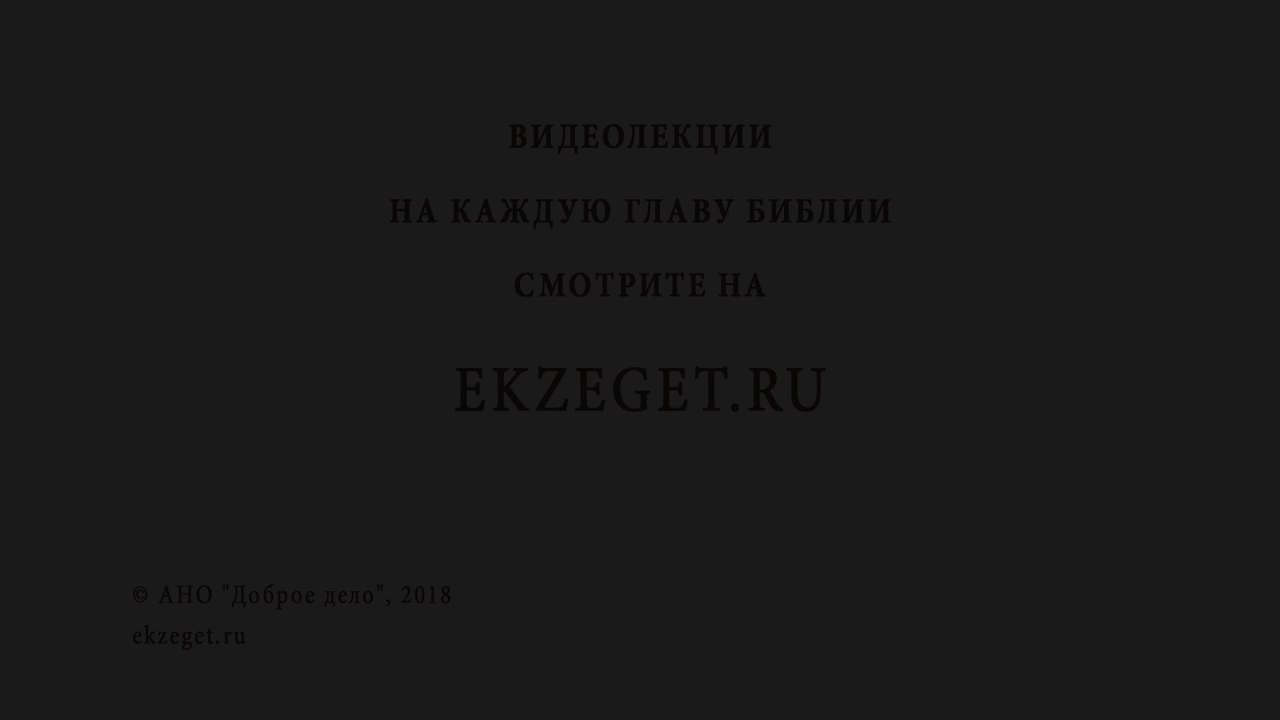 ВИДЕОЛЕКЦИИ
НА КАЖДУЮ ГЛАВУ БИБЛИИ
СМОТРИТЕ НА
EKZEGET.RU
© АНО "Доброе дело", 2018
ekzeget.ru